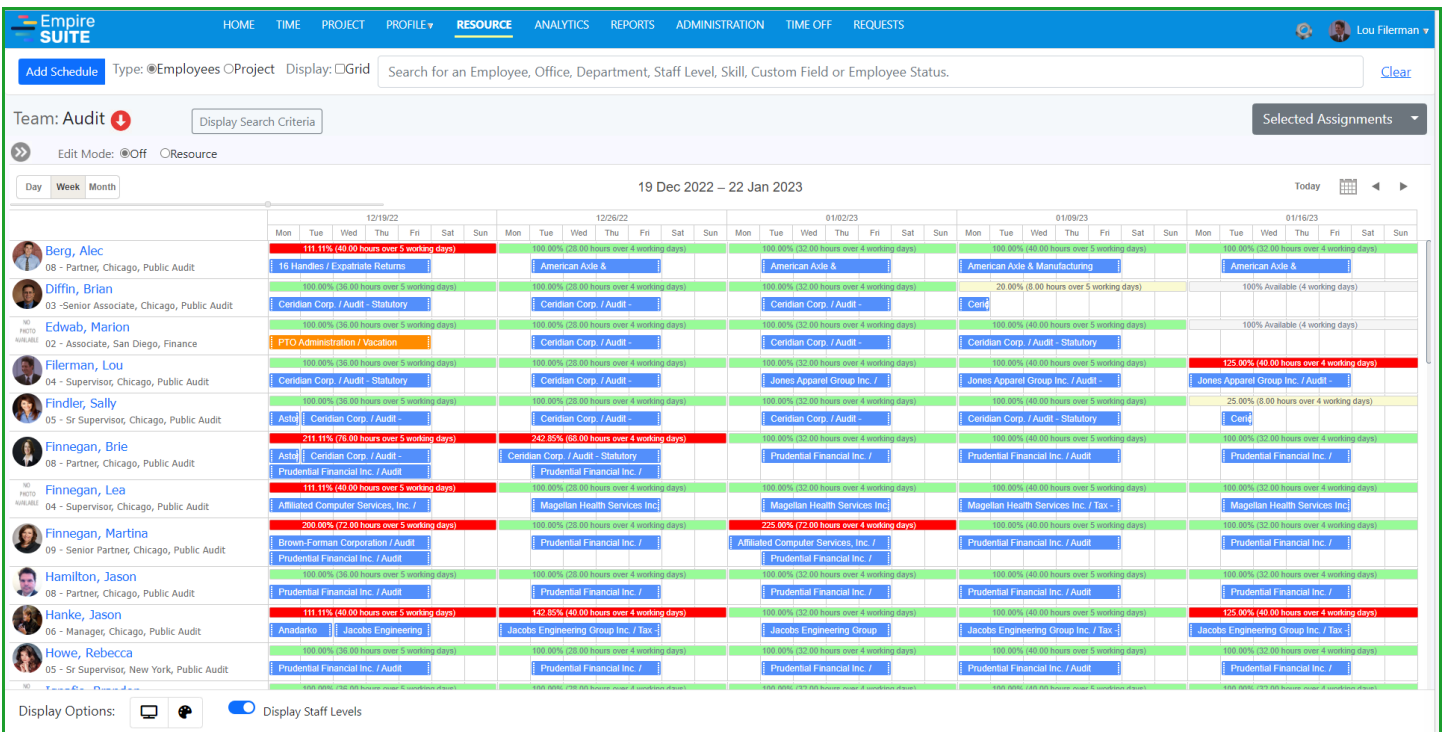 Empire SUITE HOME TIME PROJECT PROFILE▾ RESOURCE ANALYTICS REPORTS ADMINISTRATION TIME OFF REQUESTS Lou Filerman ▾
Add Schedule Type: Employees Project Display: Grid Search for an Employee, Office, Department, Staff Level, Skill, Custom Field or Employee Status. Clear
Team: Audit Display Search Criteria Selected Assignments
Edit Mode: Off Resource
Day Week Month 19 Dec 2022 – 22 Jan 2023 Today
12/19/22 12/26/22 01/02/23 01/09/23 01/16/23
Mon Tue Wed Thu Fri Sat Sun Mon Tue Wed Thu Fri Sat Sun Mon Tue Wed Thu Fri Sat Sun Mon Tue Wed Thu Fri Sat Sun Mon Tue Wed Thu Fri Sat Sun
Berg, Alec
08 - Partner, Chicago, Public Audit
111.11% (40.00 hours over 5 working days) 100.00% (28.00 hours over 4 working days) 100.00% (32.00 hours over 4 working days) 100.00% (40.00 hours over 5 working days) 100.00% (32.00 hours over 4 working days)
16 Handles / Expatriate Returns American Axle & American Axle & American Axle & Manufacturing American Axle &
Diffin, Brian
03 -Senior Associate, Chicago, Public Audit
100.00% (36.00 hours over 5 working days) 100.00% (28.00 hours over 4 working days) 100.00% (32.00 hours over 4 working days) 20.00% (8.00 hours over 5 working days) 100% Available (4 working days)
Ceridian Corp. / Audit - Statutory Ceridian Corp. / Audit - Ceridian Corp. / Audit - Cerid
NO PHOTO AVAILABLE
Edwab, Marion
02 - Associate, San Diego, Finance
100.00% (36.00 hours over 5 working days) 100.00% (28.00 hours over 4 working days) 100.00% (32.00 hours over 4 working days) 100.00% (40.00 hours over 5 working days) 100% Available (4 working days)
PTO Administration / Vacation Ceridian Corp. / Audit - Ceridian Corp. / Audit - Ceridian Corp. / Audit - Statutory
Filerman, Lou
04 - Supervisor, Chicago, Public Audit
100.00% (36.00 hours over 5 working days) 100.00% (28.00 hours over 4 working days) 100.00% (32.00 hours over 4 working days) 100.00% (40.00 hours over 5 working days) 125.00% (40.00 hours over 4 working days)
Ceridian Corp. / Audit - Statutory Ceridian Corp. / Audit - Jones Apparel Group Inc. / Jones Apparel Group Inc. / Audit - Jones Apparel Group Inc. / Audit -
Findler, Sally
05 - Sr Supervisor, Chicago, Public Audit
100.00% (36.00 hours over 5 working days) 100.00% (28.00 hours over 4 working days) 100.00% (32.00 hours over 4 working days) 100.00% (40.00 hours over 5 working days) 25.00% (8.00 hours over 4 working days)
Asto Ceridian Corp. / Audit - Ceridian Corp. / Audit - Ceridian Corp. / Audit - Ceridian Corp. / Audit - Statutory Cerid
Finnegan, Brie
08 - Partner, Chicago, Public Audit
211.11% (76.00 hours over 5 working days) 242.85% (68.00 hours over 4 working days) 100.00% (32.00 hours over 4 working days) 100.00% (40.00 hours over 5 working days) 100.00% (32.00 hours over 4 working days)
Asto Ceridian Corp. / Audit - Ceridian Corp. / Audit - Statutory Prudential Financial Inc. / Prudential Financial Inc. / Audit Prudential Financial Inc. /
Prudential Financial Inc. / Audit Prudential Financial Inc. /
NO PHOTO AVAILABLE
Finnegan, Lea
04 - Supervisor, Chicago, Public Audit
111.11% (40.00 hours over 5 working days) 100.00% (28.00 hours over 4 working days) 100.00% (32.00 hours over 4 working days) 100.00% (40.00 hours over 5 working days) 100.00% (32.00 hours over 4 working days)
Affiliated Computer Services, Inc. / Magellan Health Services Inc. Magellan Health Services Inc. Magellan Health Services Inc. / Tax - Magellan Health Services Inc.
Finnegan, Martina
09 - Senior Partner, Chicago, Public Audit
200.00% (72.00 hours over 5 working days) 100.00% (28.00 hours over 4 working days) 225.00% (72.00 hours over 4 working days) 100.00% (40.00 hours over 5 working days) 100.00% (32.00 hours over 4 working days)
Brown-Forman Corporation / Audit Prudential Financial Inc. / Affiliated Computer Services, Inc. / Prudential Financial Inc. / Audit Prudential Financial Inc. /
Prudential Financial Inc. / Audit Prudential Financial Inc. /
Hamilton, Jason
08 - Partner, Chicago, Public Audit
100.00% (36.00 hours over 5 working days) 100.00% (28.00 hours over 4 working days) 100.00% (32.00 hours over 4 working days) 100.00% (40.00 hours over 5 working days) 100.00% (32.00 hours over 4 working days)
Prudential Financial Inc. / Audit Prudential Financial Inc. / Prudential Financial Inc. / Prudential Financial Inc. / Audit Prudential Financial Inc. /
Hanke, Jason
06 - Manager, Chicago, Public Audit
111.11% (40.00 hours over 5 working days) 142.85% (40.00 hours over 4 working days) 100.00% (32.00 hours over 4 working days) 100.00% (40.00 hours over 5 working days) 125.00% (40.00 hours over 4 working days)
Anadarko Jacobs Engineering Jacobs Engineering Group Inc. / Tax - Jacobs Engineering Group Jacobs Engineering Group Inc. / Tax - Jacobs Engineering Group Inc. / Tax -
Howe, Rebecca
05 - Sr Supervisor, New York, Public Audit
100.00% (36.00 hours over 5 working days) 100.00% (28.00 hours over 4 working days) 100.00% (32.00 hours over 4 working days) 100.00% (40.00 hours over 5 working days) 100.00% (32.00 hours over 4 working days)
Prudential Financial Inc. / Audit Prudential Financial Inc. / Prudential Financial Inc. / Prudential Financial Inc. / Audit Prudential Financial Inc. /
NO
Display Options: Display Staff Levels